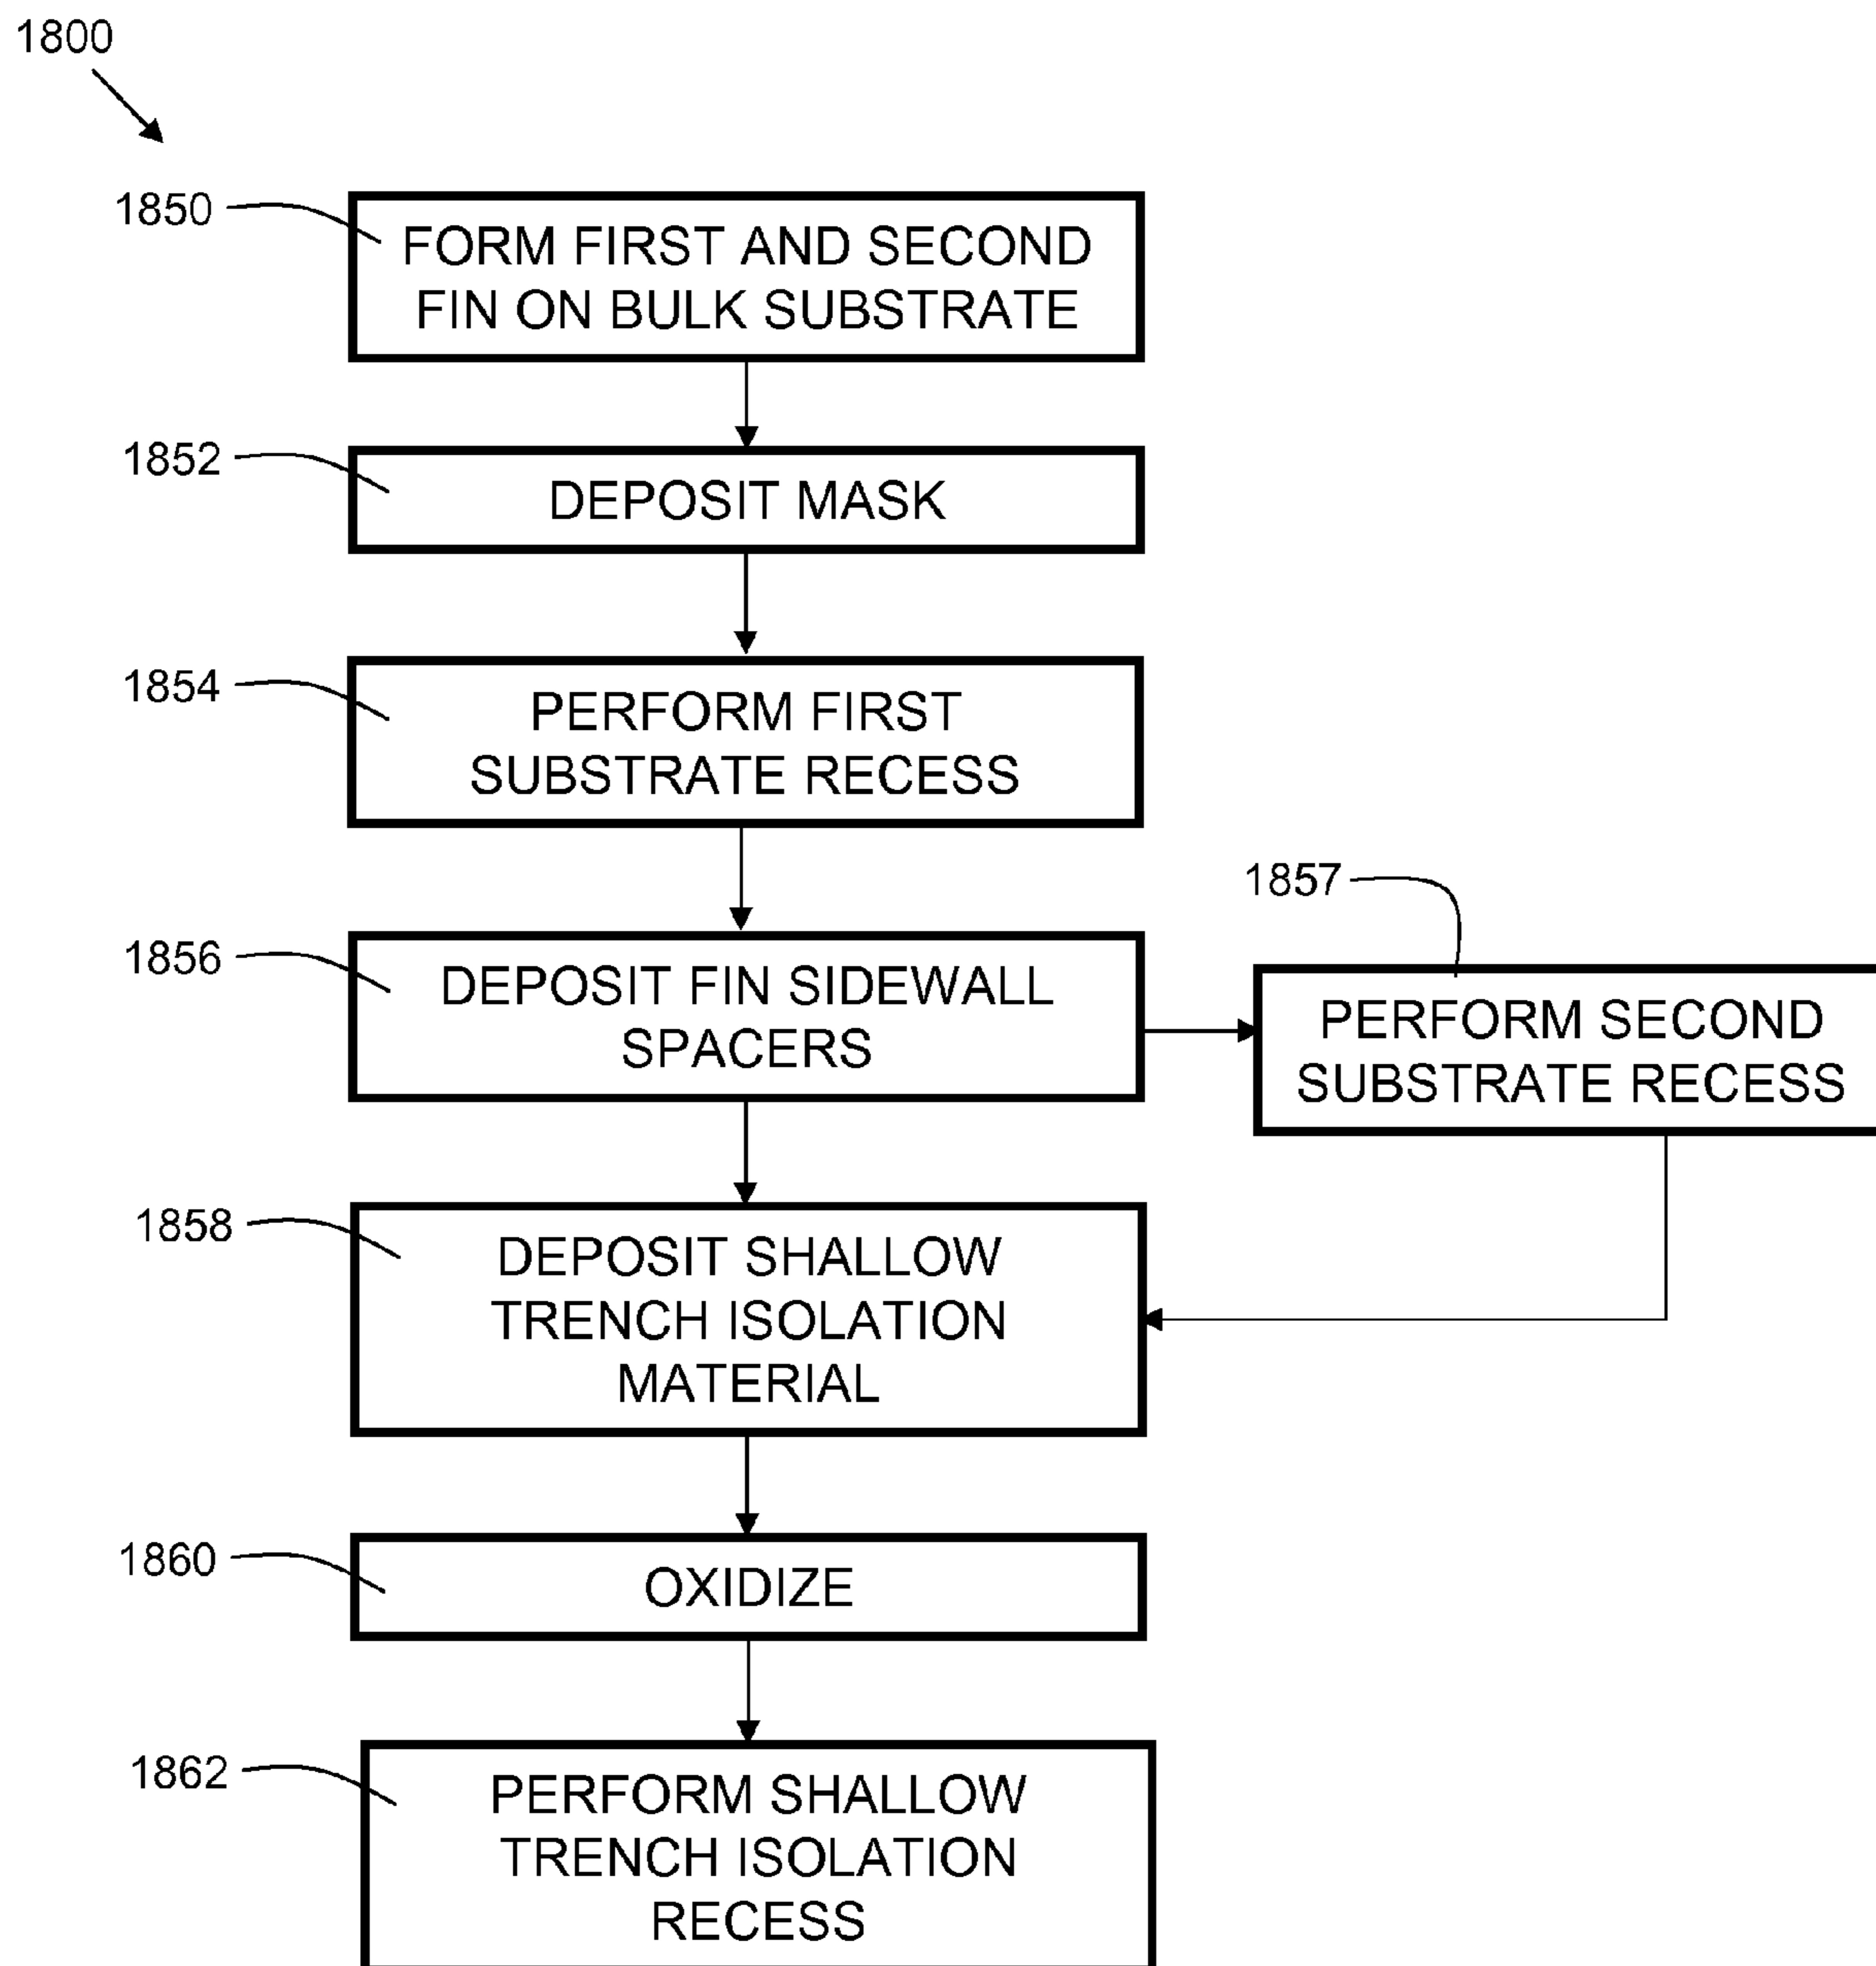 1800
1850
FORM FIRST AND SECOND
FIN ON BULK SUBSTRATE
1852
DEPOSIT MASK
1854
PERFORM FIRST
SUBSTRATE RECESS
1856
DEPOSIT FIN SIDEWALL
SPACERS
1857
PERFORM SECOND
SUBSTRATE RECESS
1858
DEPOSIT SHALLOW
TRENCH ISOLATION
MATERIAL
1860
OXIDIZE
1862
PERFORM SHALLOW
TRENCH ISOLATION
RECESS